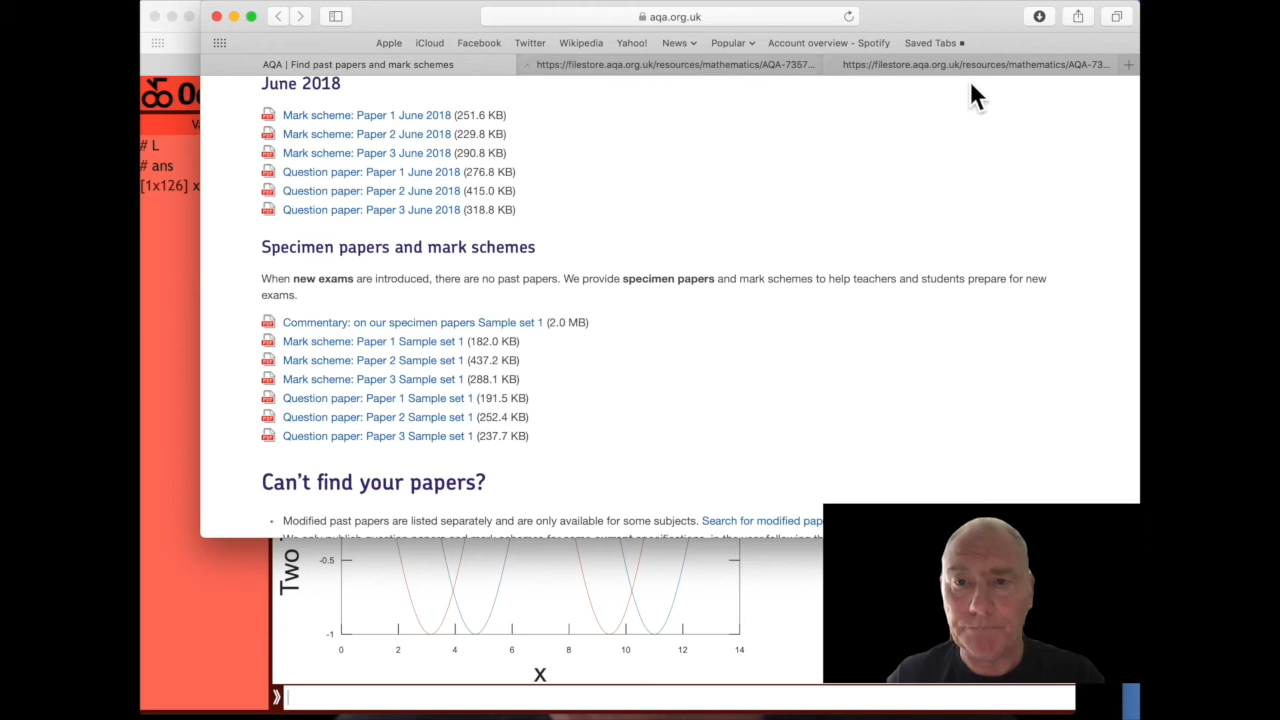 aqa.org.uk
Apple iCloud Facebook Twitter Wikipedia Yahoo! News Popular Account overview - Spotify Saved Tabs
AQA | Find past papers and mark schemes https://filestore.aqa.org.uk/resources/mathematics/AQA-7357... https://filestore.aqa.org.uk/resources/mathematics/AQA-73...
June 2018
Mark scheme: Paper 1 June 2018 (251.6 KB)
Mark scheme: Paper 2 June 2018 (229.8 KB)
Mark scheme: Paper 3 June 2018 (290.8 KB)
Question paper: Paper 1 June 2018 (276.8 KB)
Question paper: Paper 2 June 2018 (415.0 KB)
Question paper: Paper 3 June 2018 (318.8 KB)
Specimen papers and mark schemes
When new exams are introduced, there are no past papers. We provide specimen papers and mark schemes to help teachers and students prepare for new
exams.
Commentary: on our specimen papers Sample set 1 (2.0 MB)
Mark scheme: Paper 1 Sample set 1 (182.0 KB)
Mark scheme: Paper 2 Sample set 1 (437.2 KB)
Mark scheme: Paper 3 Sample set 1 (288.1 KB)
Question paper: Paper 1 Sample set 1 (191.5 KB)
Question paper: Paper 2 Sample set 1 (252.4 KB)
Question paper: Paper 3 Sample set 1 (237.7 KB)
Can't find your papers?
• Modified past papers are listed separately and are only available for some subjects. Search for modified pap
# L
# ans
[1x126] x
Two
-0.5
-1
0 2 4 6 8 10 12 14
x